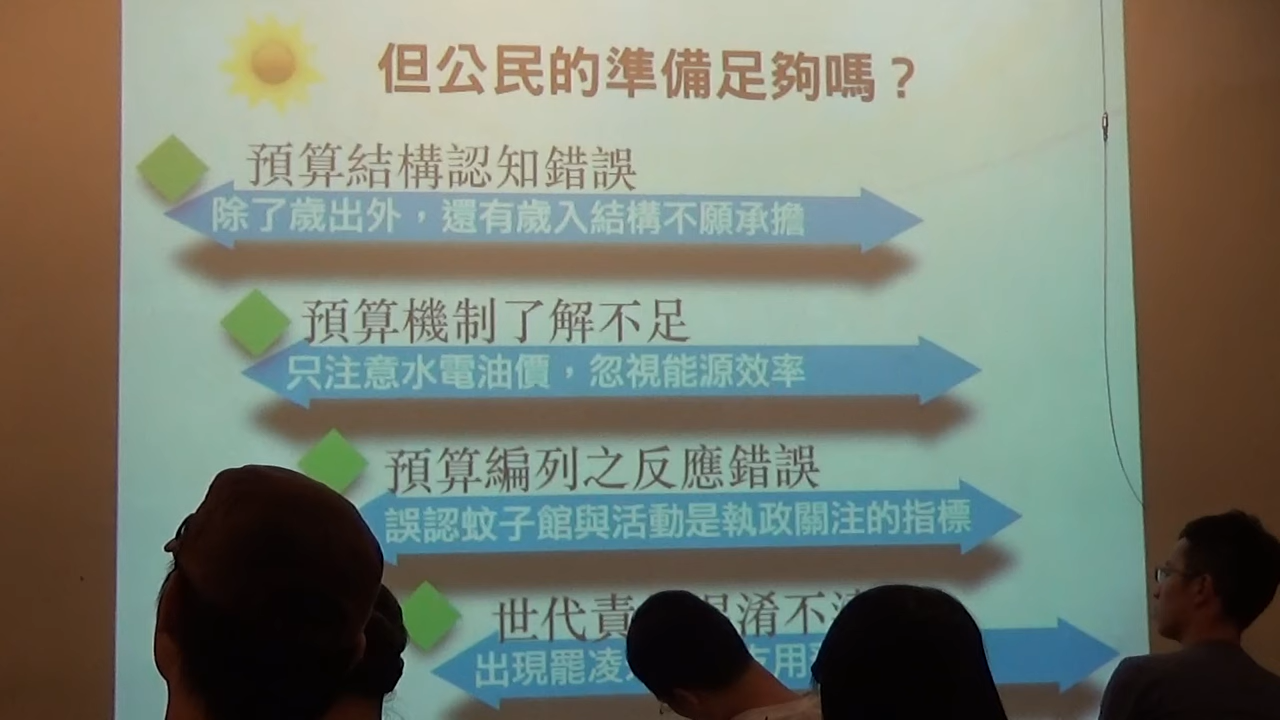 但公民的準備足夠嗎？
預算結構認知錯誤
除了歲出外，還有歲入結構不願承擔
預算機制了解不足
只注意水電油價，忽視能源效率
預算編列之反應錯誤
誤認蚊子館與活動是執政關注的指標
世代責 混淆不
出現罷凌 用